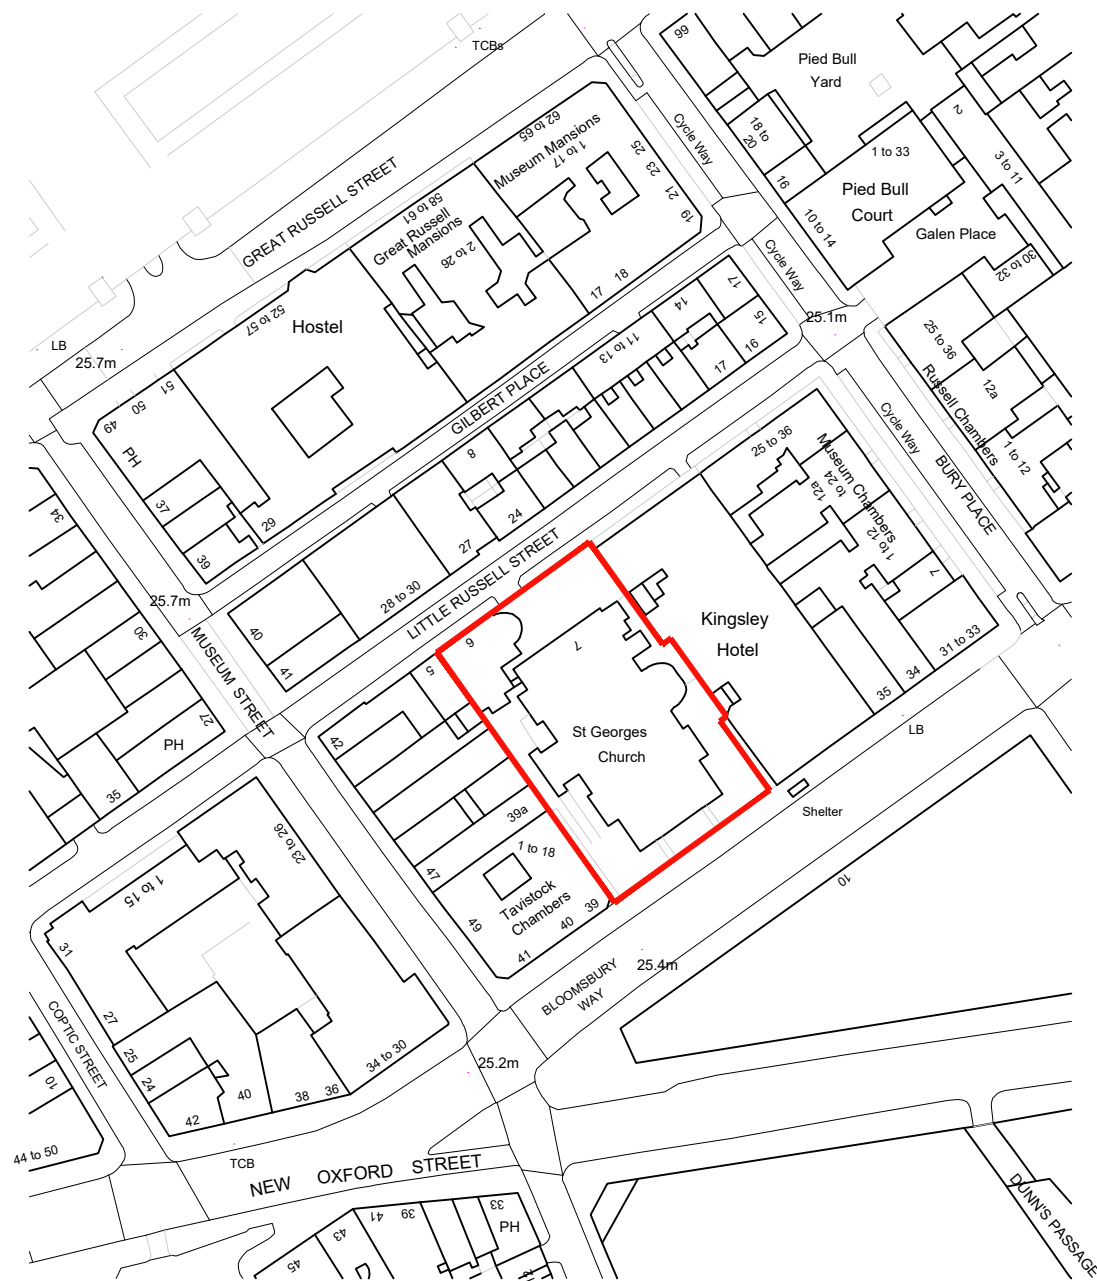 TCBs
66
Pied Bull
Yard
GREAT RUSSELL STREET
62 to 65
Museum Mansions
1 to 17
25
23
21
19
Cycle Way
18 to
20
16
1 to 33
Pied Bull
Court
10 to 14
2
3 to 11
Galen Place
30 to 32
58 to 61
Great Russell
Mansions
2 to 26
17
18
Cycle Way
25.1m
52 to 57
Hostel
LB
25.7m
51
50
49
PH
37
39
29
GILBERT PLACE
11 to 13
14
17
15
16
17
8
24
27
28 to 30
40
41
25 to 36
12a
Russell Chambers
1 to 12
Cycle Way
BURY PLACE
25 to 36
Museum Chambers
12a
to 24
1 to 12
7
31 to 33
34
35
34
25.7m
30
27
PH
35
MUSEUM STREET
LITTLE RUSSELL STREET
5
6
7
St Georges
Church
Kingsley
Hotel
LB
Shelter
42
39a
47
1 to 18
Tavistock
Chambers
49
41
40
39
BLOOMSBURY
WAY
25.4m
10
23 to 26
1 to 15
31
27
25
24
42
40
38
36
34 to 30
25.2m
COPTIC STREET
10
44 to 50
TCB
NEW OXFORD STREET
45
43
41
39
33
PH
DUNN'S PASSAGE